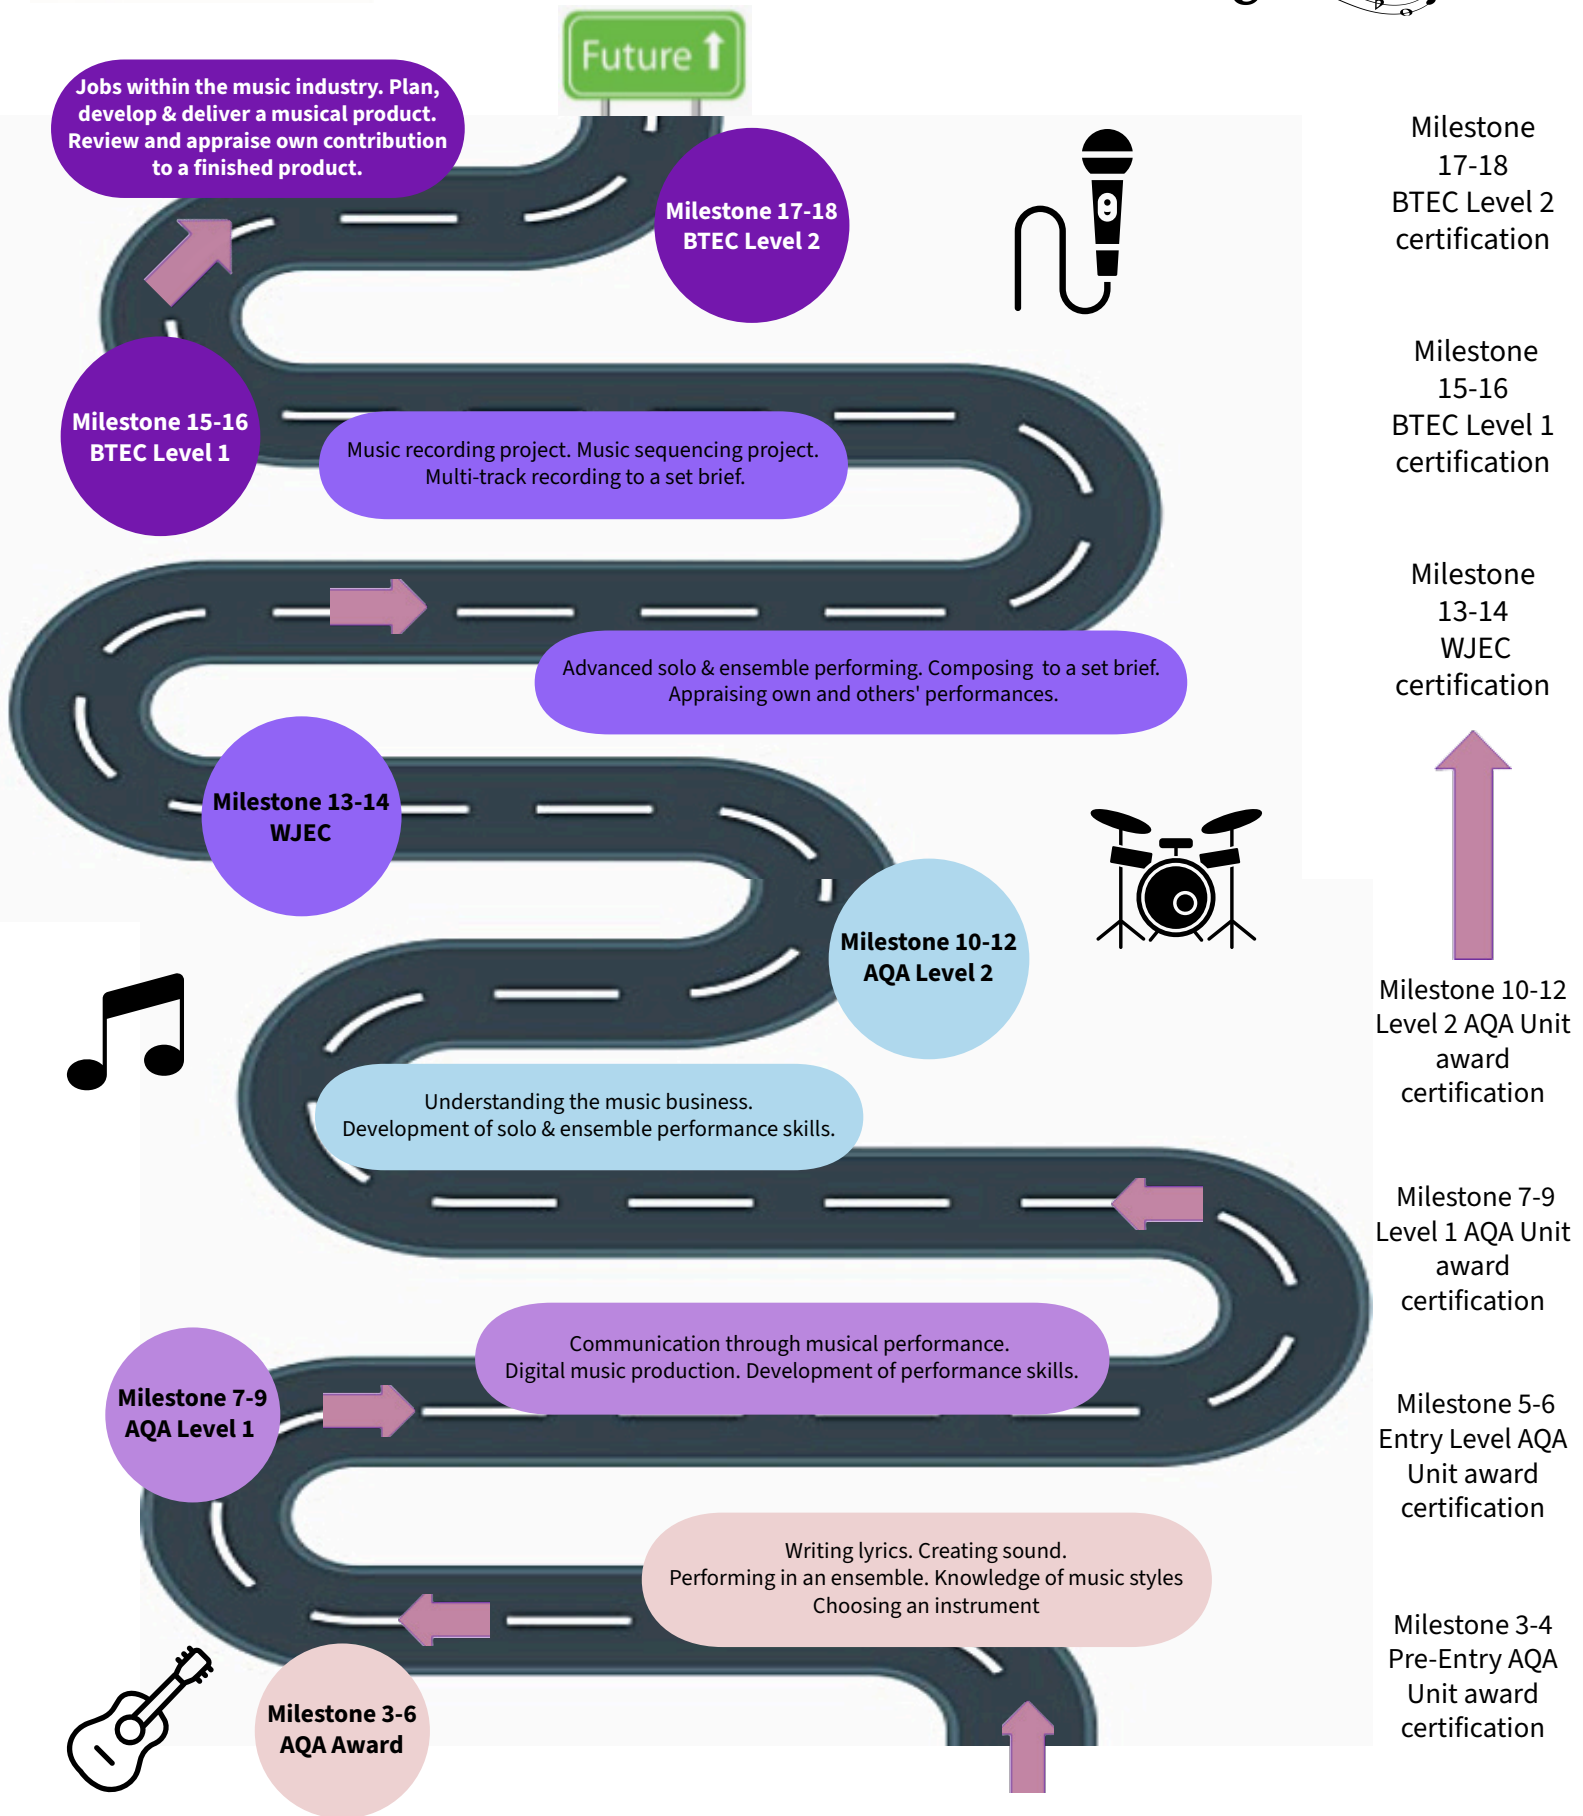 Future
Jobs within the music industry. Plan,
develop & deliver a musical product.
Review and appraise own contribution
to a finished product.
Milestone 17-18
BTEC Level 2
Milestone 15-16
BTEC Level 1
Music recording project. Music sequencing project.
Multi-track recording to a set brief.
Advanced solo & ensemble performing. Composing to a set brief.
Appraising own and others' performances.
Milestone 13-14
WJEC
Milestone 10-12
AQA Level 2
Understanding the music business.
Development of solo & ensemble performance skills.
Communication through musical performance.
Digital music production. Development of performance skills.
Milestone 7-9
AQA Level 1
Writing lyrics. Creating sound.
Performing in an ensemble. Knowledge of music styles
Choosing an instrument
Milestone 3-6
AQA Award
Milestone
17-18
BTEC Level 2
certification
Milestone
15-16
BTEC Level 1
certification
Milestone
13-14
WJEC
certification
Milestone 10-12
Level 2 AQA Unit
award
certification
Milestone 7-9
Level 1 AQA Unit
award
certification
Milestone 5-6
Entry Level AQA
Unit award
certification
Milestone 3-4
Pre-Entry AQA
Unit award
certification